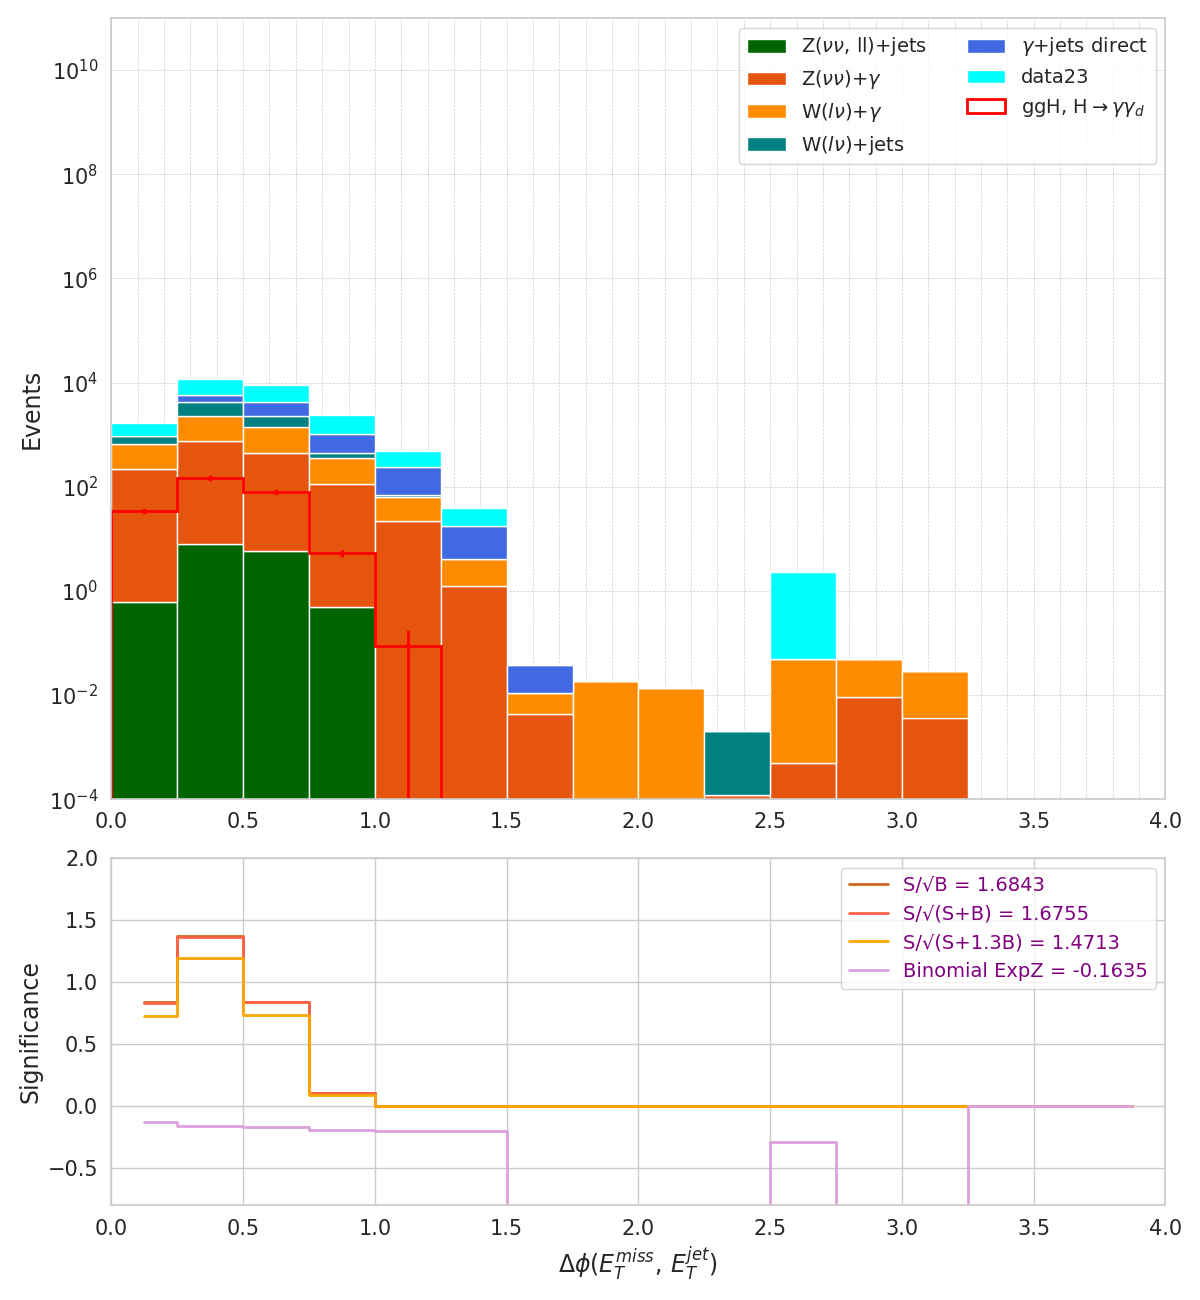 Z(νν, ll)+jets
Z(νν)+γ
W(lν)+γ
W(lν)+jets
γ+jets direct
data23
ggH, H→γγ_d
Events
10^10
10^8
10^6
10^4
10^2
10^0
10^−2
10^−4
0.0 0.5 1.0 1.5 2.0 2.5 3.0 3.5 4.0
S/√B = 1.6843
S/√(S+B) = 1.6755
S/√(S+1.3B) = 1.4713
Binomial ExpZ = -0.1635
Significance
2.0
1.5
1.0
0.5
0.0
−0.5
0.0 0.5 1.0 1.5 2.0 2.5 3.0 3.5 4.0
Δϕ(E_T^miss, E_T^jet)